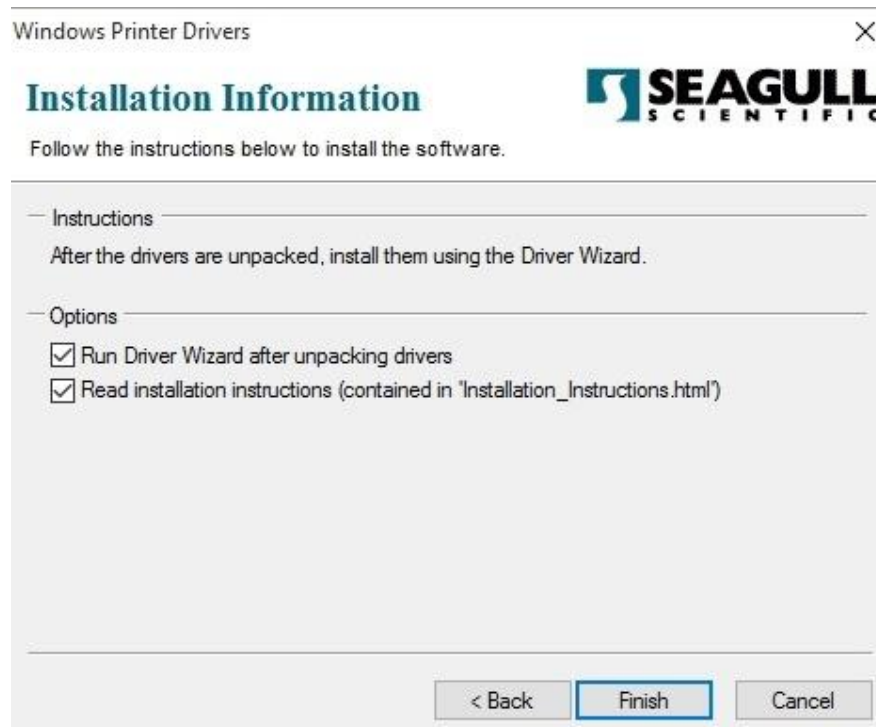 Windows Printer Drivers
Installation Information
SEAGULL
SCIENTIFIC
Follow the instructions below to install the software.
Instructions
After the drivers are unpacked, install them using the Driver Wizard.
Options
Run Driver Wizard after unpacking drivers
Read installation instructions (contained in 'Installation_Instructions.html')
< Back Finish Cancel